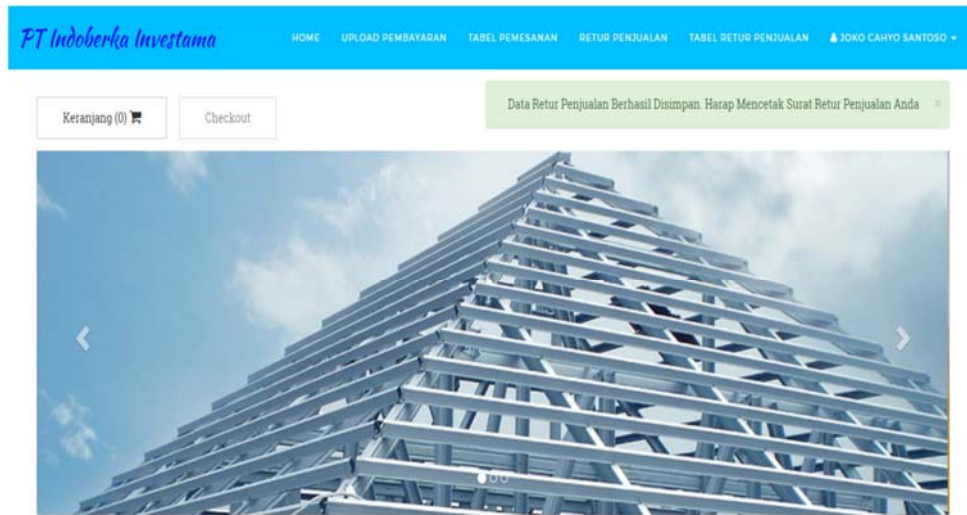 PT Indoberka Investama
HOME UPLOAD PEMBAYARAN TABEL PEMESANAN RETUR PENJUALAN TABEL RETUR PENJUALAN JOKO CAHYO SANTOSO
Keranjang (0) Checkout
Data Retur Penjualan Berhasil Disimpan. Harap Mencetak Surat Retur Penjualan Anda ×